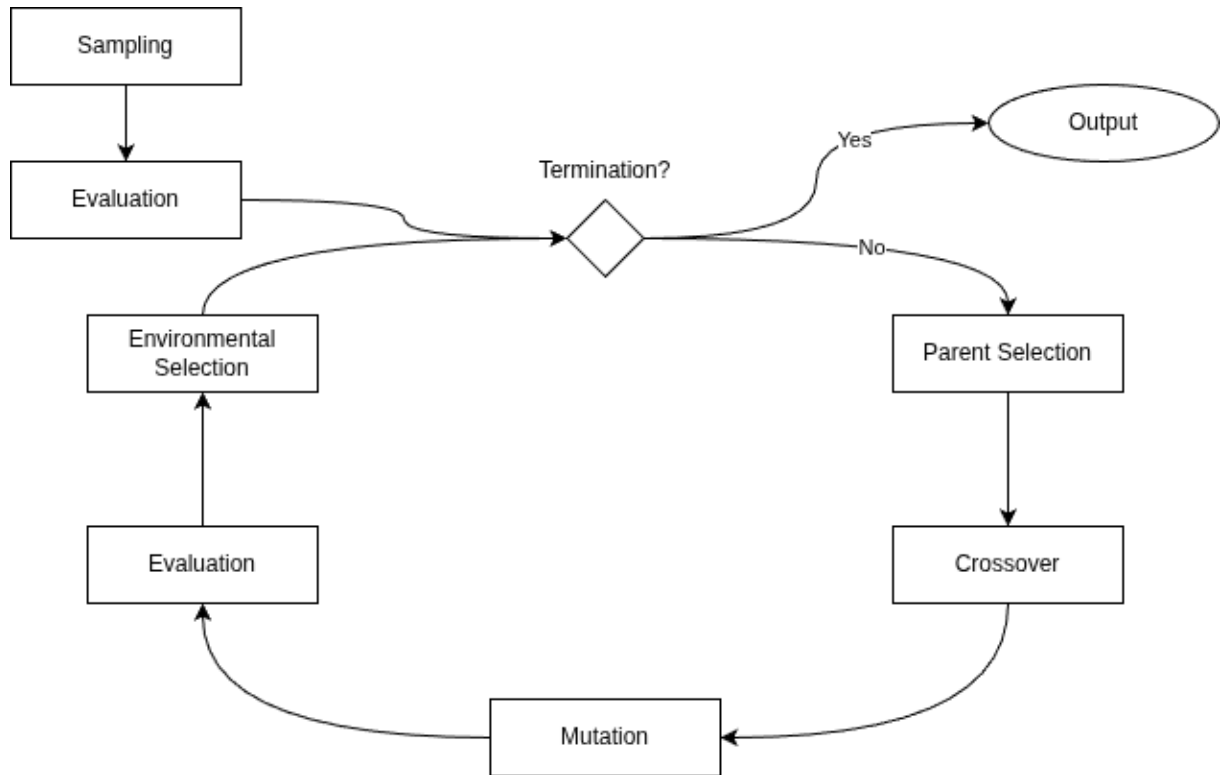 Sampling
Output
Yes
Termination?
Evaluation
No
Environmental
Selection
Parent Selection
Evaluation
Crossover
Mutation